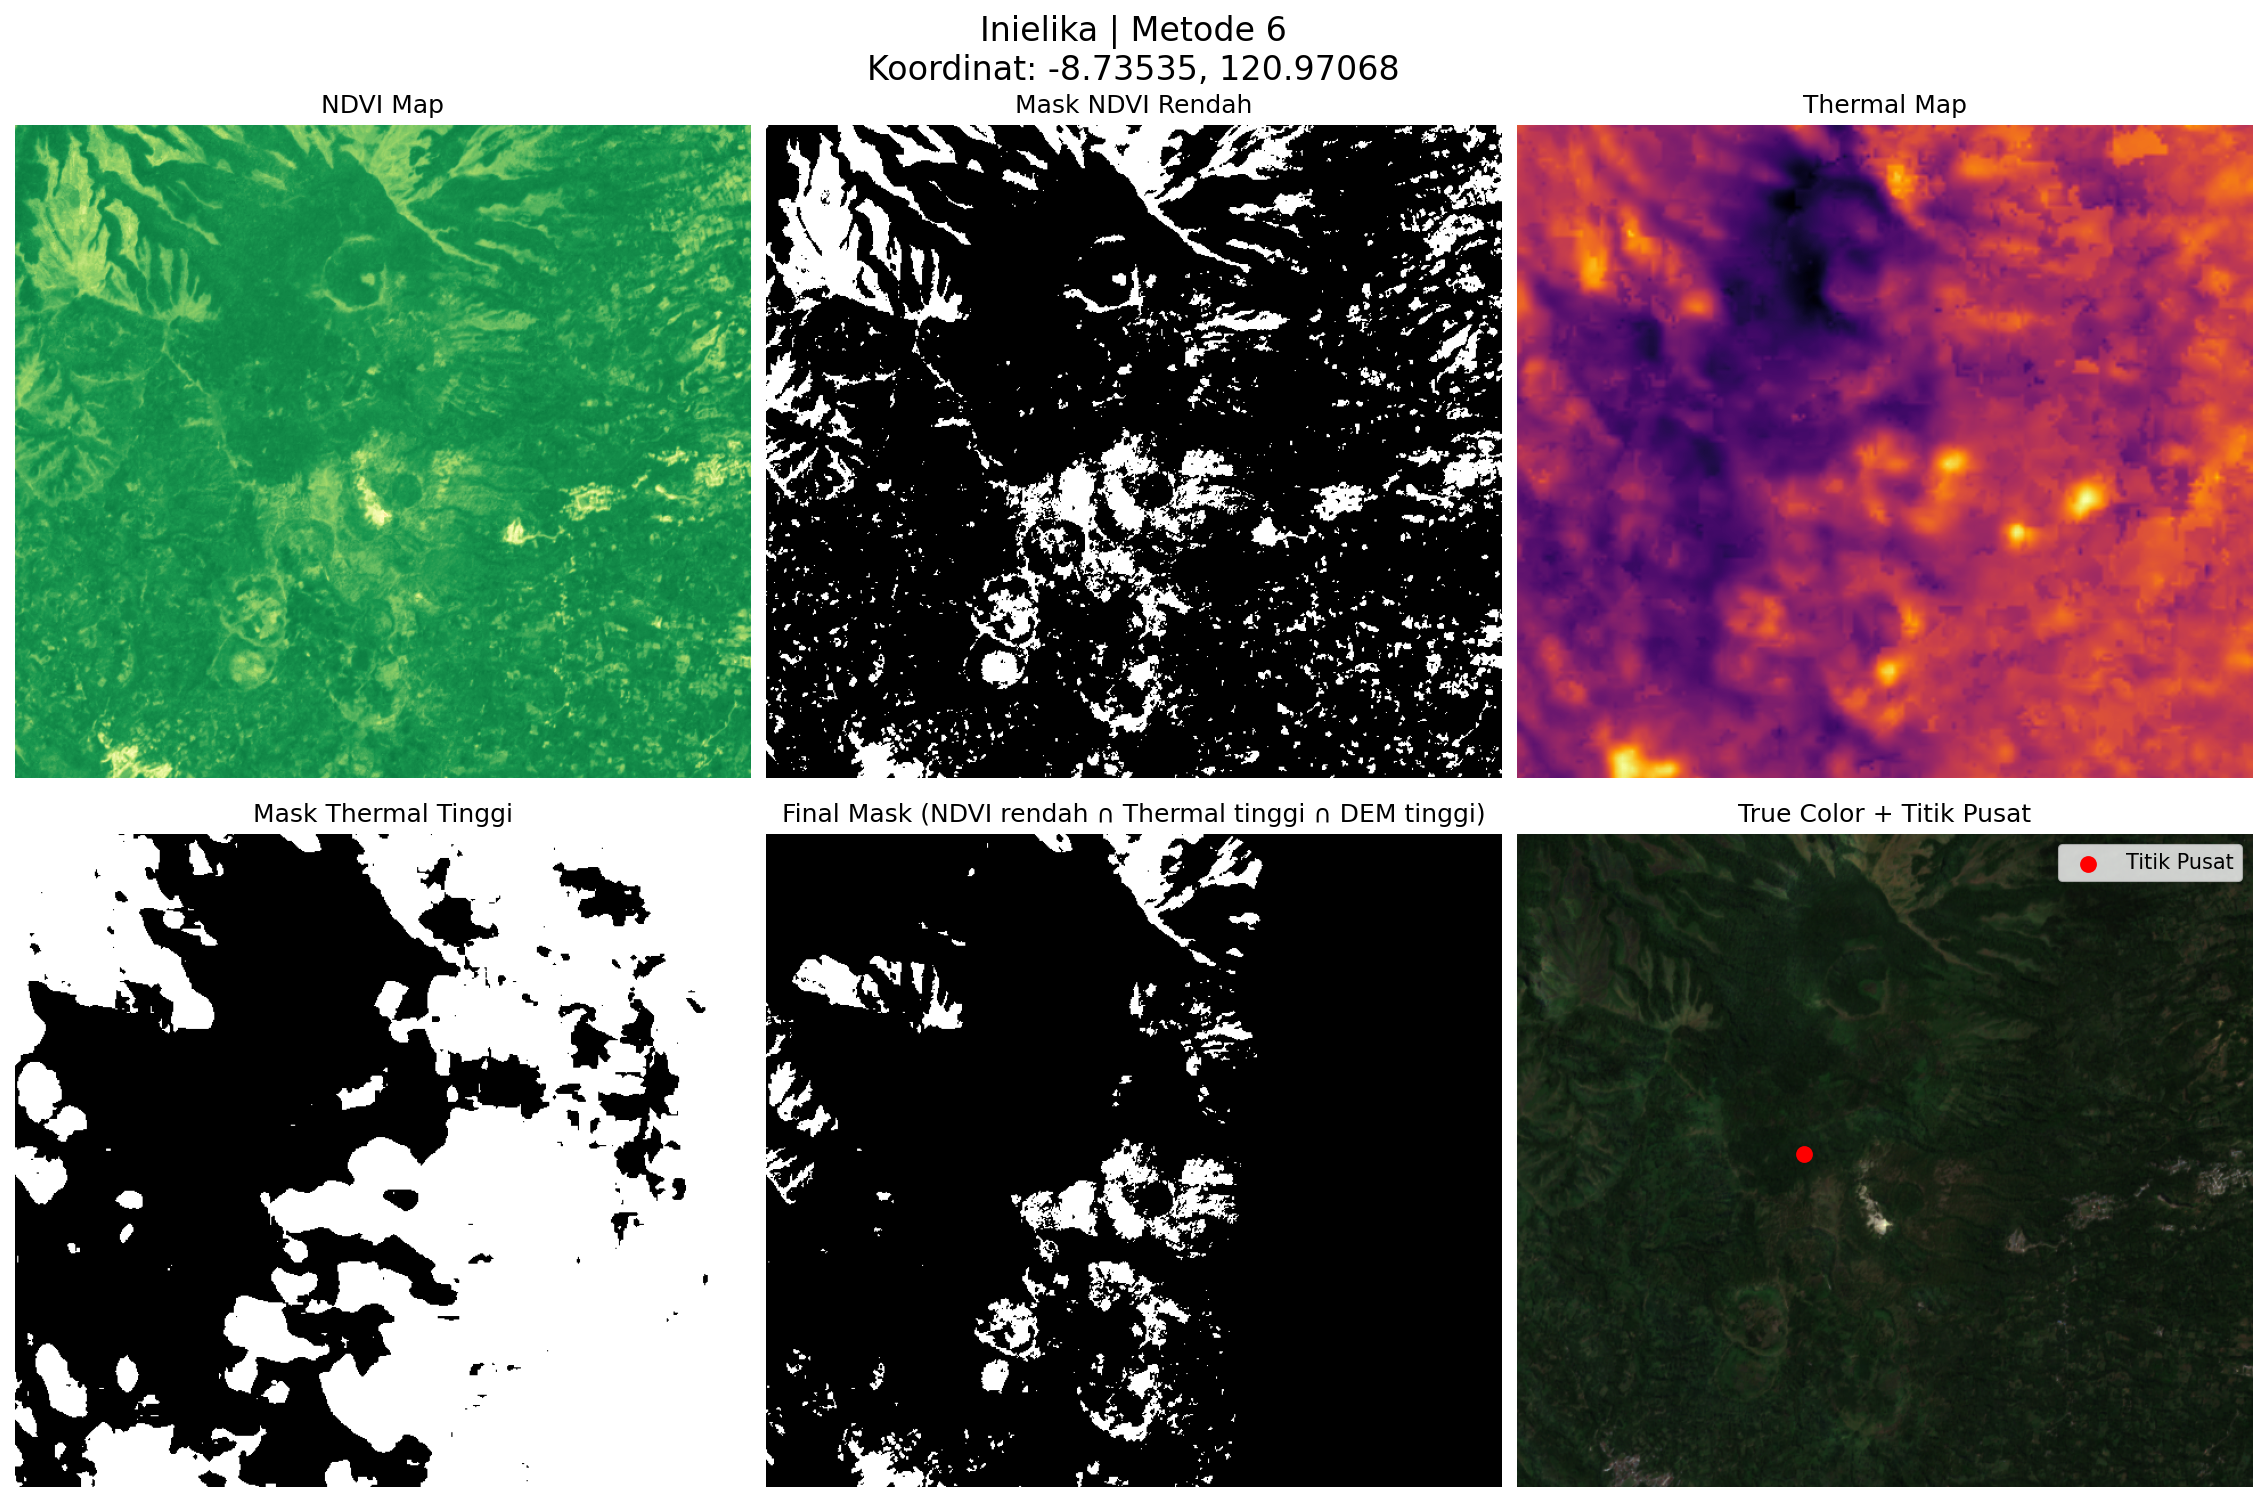 Inielika | Metode 6
Koordinat: -8.73535, 120.97068
NDVI Map
Mask NDVI Rendah
Thermal Map
Mask Thermal Tinggi
Final Mask (NDVI rendah ∩ Thermal tinggi ∩ DEM tinggi)
True Color + Titik Pusat
Titik Pusat